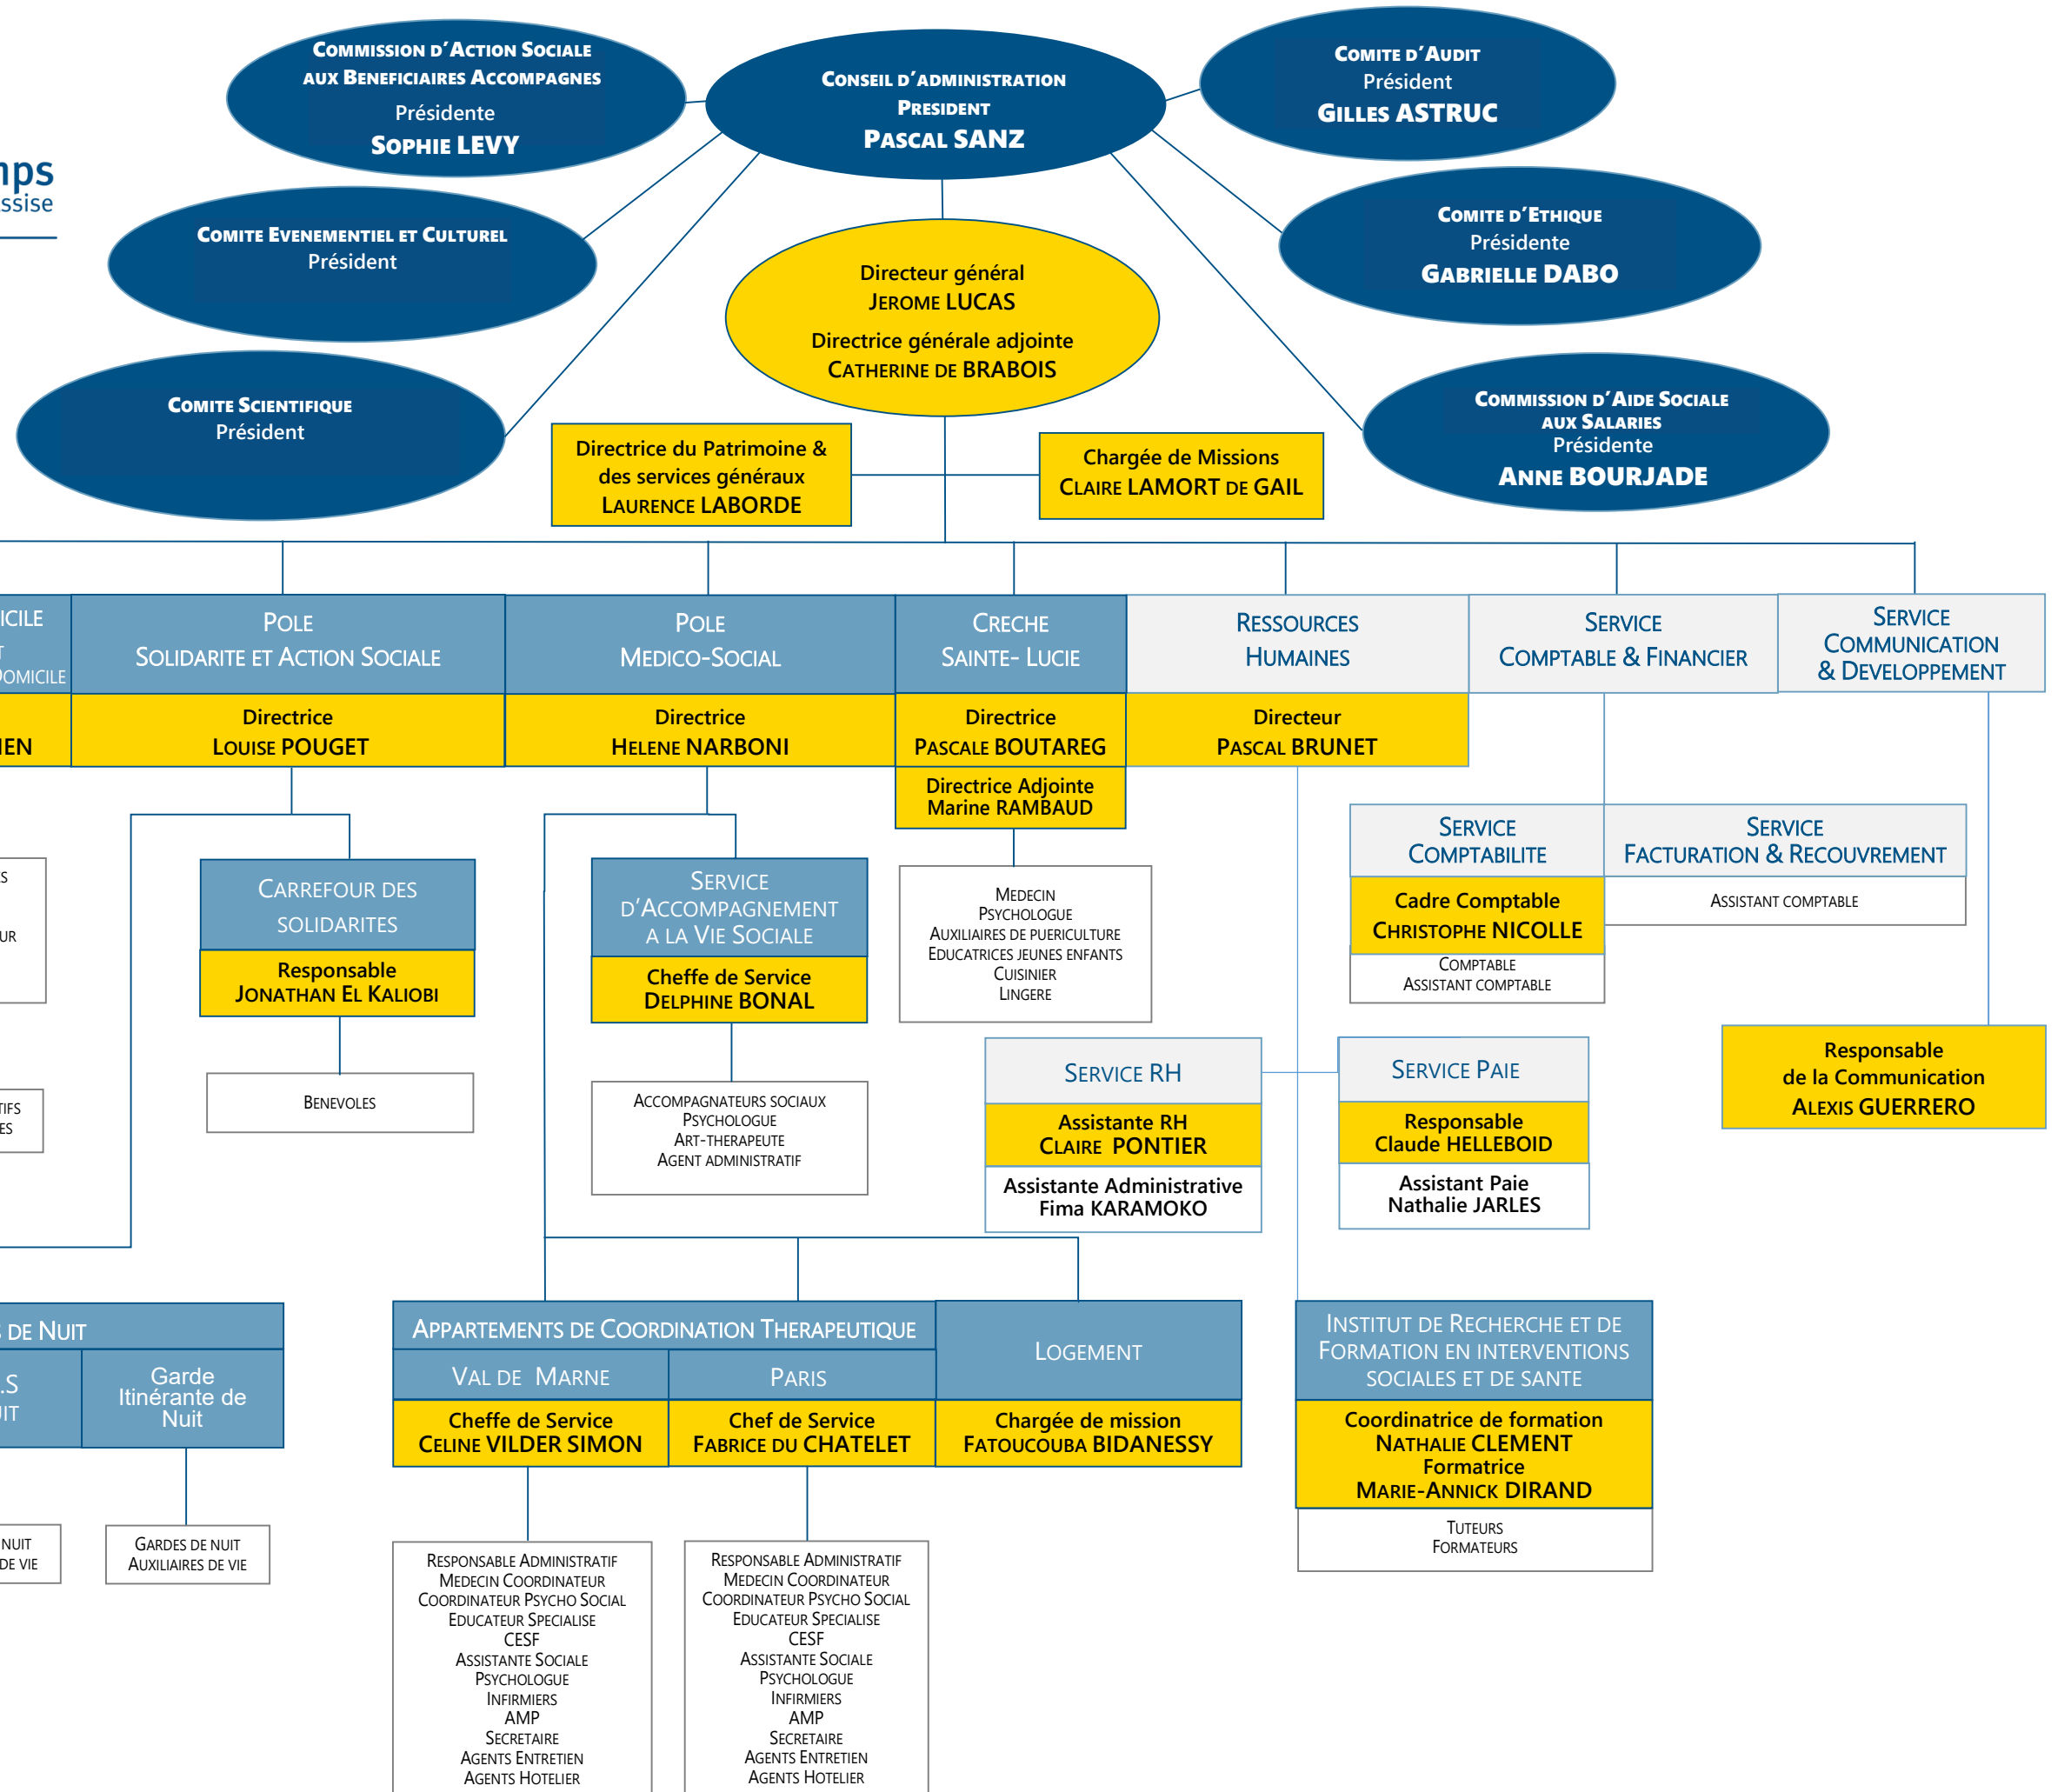 COMMISSION D'ACTION SOCIALE
AUX BENEFICIAIRES ACCOMPAGNES
Présidente
SOPHIE LEVY
CONSEIL D'ADMINISTRATION
PRESIDENT
PASCAL SANZ
COMITE D'AUDIT
Président
GILLES ASTRUC
COMITE EVENEMENTIEL ET CULTUREL
Président
COMITE D'ETHIQUE
Présidente
GABRIELLE DABO
Directeur général
JEROME LUCAS
Directrice générale adjointe
CATHERINE DE BRABOIS
COMITE SCIENTIFIQUE
Président
COMMISSION D'AIDE SOCIALE
AUX SALARIES
Présidente
ANNE BOURJADE
Directrice du Patrimoine &
des services généraux
LAURENCE LABORDE
Chargée de Missions
CLAIRE LAMORT DE GAIL
DOMICILE
POLE
SOLIDARITE ET ACTION SOCIALE
Directrice
LOUISE POUGET
POLE
MEDICO-SOCIAL
Directrice
HELENE NARBONI
CRECHE
SAINTE- LUCIE
Directrice
PASCALE BOUTAREG
Directrice Adjointe
Marine RAMBAUD
RESSOURCES
HUMAINES
Directeur
PASCAL BRUNET
SERVICE
COMPTABLE & FINANCIER
SERVICE
COMMUNICATION
& DEVELOPPEMENT
CARREFOUR DES
SOLIDARITES
Responsable
JONATHAN EL KALIOBI
BENEVOLES
SERVICE
D'ACCOMPAGNEMENT
A LA VIE SOCIALE
Cheffe de Service
DELPHINE BONAL
ACCOMPAGNATEURS SOCIAUX
PSYCHOLOGUE
ART-THERAPEUTE
AGENT ADMINISTRATIF
MEDECIN
PSYCHOLOGUE
AUXILIAIRES DE PUERICULTURE
EDUCATRICES JEUNES ENFANTS
CUISINIER
LINGERE
SERVICE
COMPTABILITE
Cadre Comptable
CHRISTOPHE NICOLLE
COMPTABLE
ASSISTANT COMPTABLE
SERVICE
FACTURATION & RECOUVREMENT
ASSISTANT COMPTABLE
SERVICE RH
Assistante RH
CLAIRE PONTIER
Assistante Administrative
Fima KARAMOKO
SERVICE PAIE
Responsable
Claude HELLEBOID
Assistant Paie
Nathalie JARLES
Responsable
de la Communication
ALEXIS GUERRERO
DE NUIT
Garde
Itinérante de
Nuit
NUIT
DE VIE
GARDES DE NUIT
AUXILIAIRES DE VIE
APPARTEMENTS DE COORDINATION THERAPEUTIQUE
VAL DE MARNE
Cheffe de Service
CELINE VILDER SIMON
PARIS
Chef de Service
FABRICE DU CHATELET
LOGEMENT
Chargée de mission
FATOUCOUBA BIDANESSY
RESPONSABLE ADMINISTRATIF
MEDECIN COORDINATEUR
COORDINATEUR PSYCHO SOCIAL
EDUCATEUR SPECIALISE
CESF
ASSISTANTE SOCIALE
PSYCHOLOGUE
INFIRMIERS
AMP
SECRETAIRE
AGENTS ENTRETIEN
AGENTS HOTELIER
RESPONSABLE ADMINISTRATIF
MEDECIN COORDINATEUR
COORDINATEUR PSYCHO SOCIAL
EDUCATEUR SPECIALISE
CESF
ASSISTANTE SOCIALE
PSYCHOLOGUE
INFIRMIERS
AMP
SECRETAIRE
AGENTS ENTRETIEN
AGENTS HOTELIER
INSTITUT DE RECHERCHE ET DE
FORMATION EN INTERVENTIONS
SOCIALES ET DE SANTE
Coordinatrice de formation
NATHALIE CLEMENT
Formatrice
MARIE-ANNICK DIRAND
TUTEURS
FORMATEURS